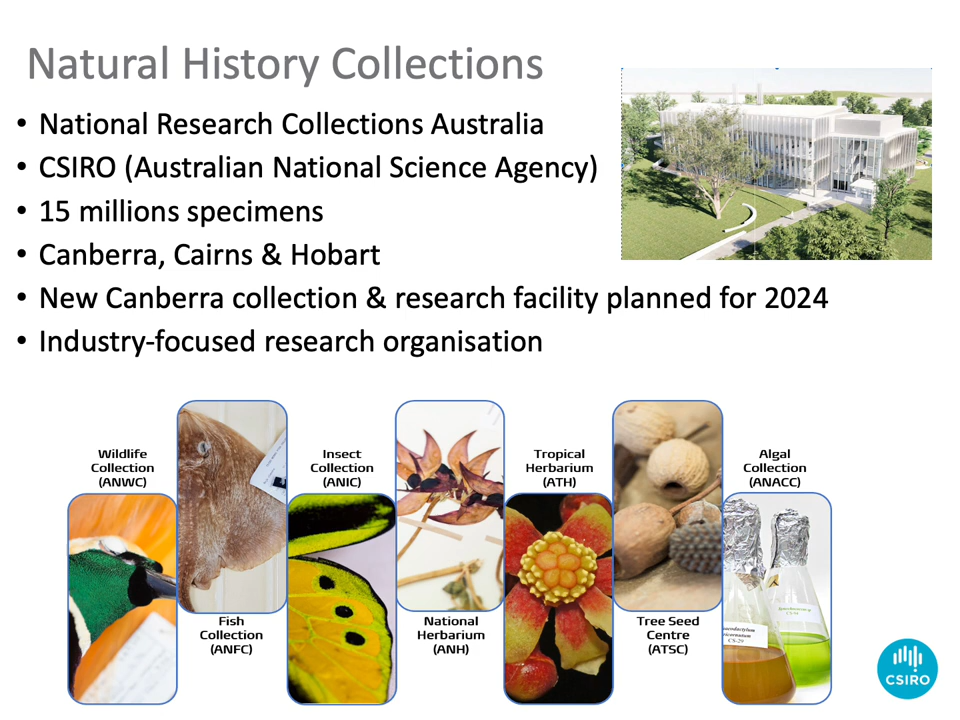 Natural History Collections
• National Research Collections Australia
• CSIRO (Australian National Science Agency)
• 15 millions specimens
• Canberra, Cairns & Hobart
• New Canberra collection & research facility planned for 2024
• Industry-focused research organisation
Wildlife
Collection
(ANWC)
Fish
Collection
(ANFC)
Insect
Collection
(ANIC)
National
Herbarium
(ANH)
Tropical
Herbarium
(ATH)
Tree Seed
Centre
(ATSC)
Algal
Collection
(ANACC)
CS-29
CSIRO